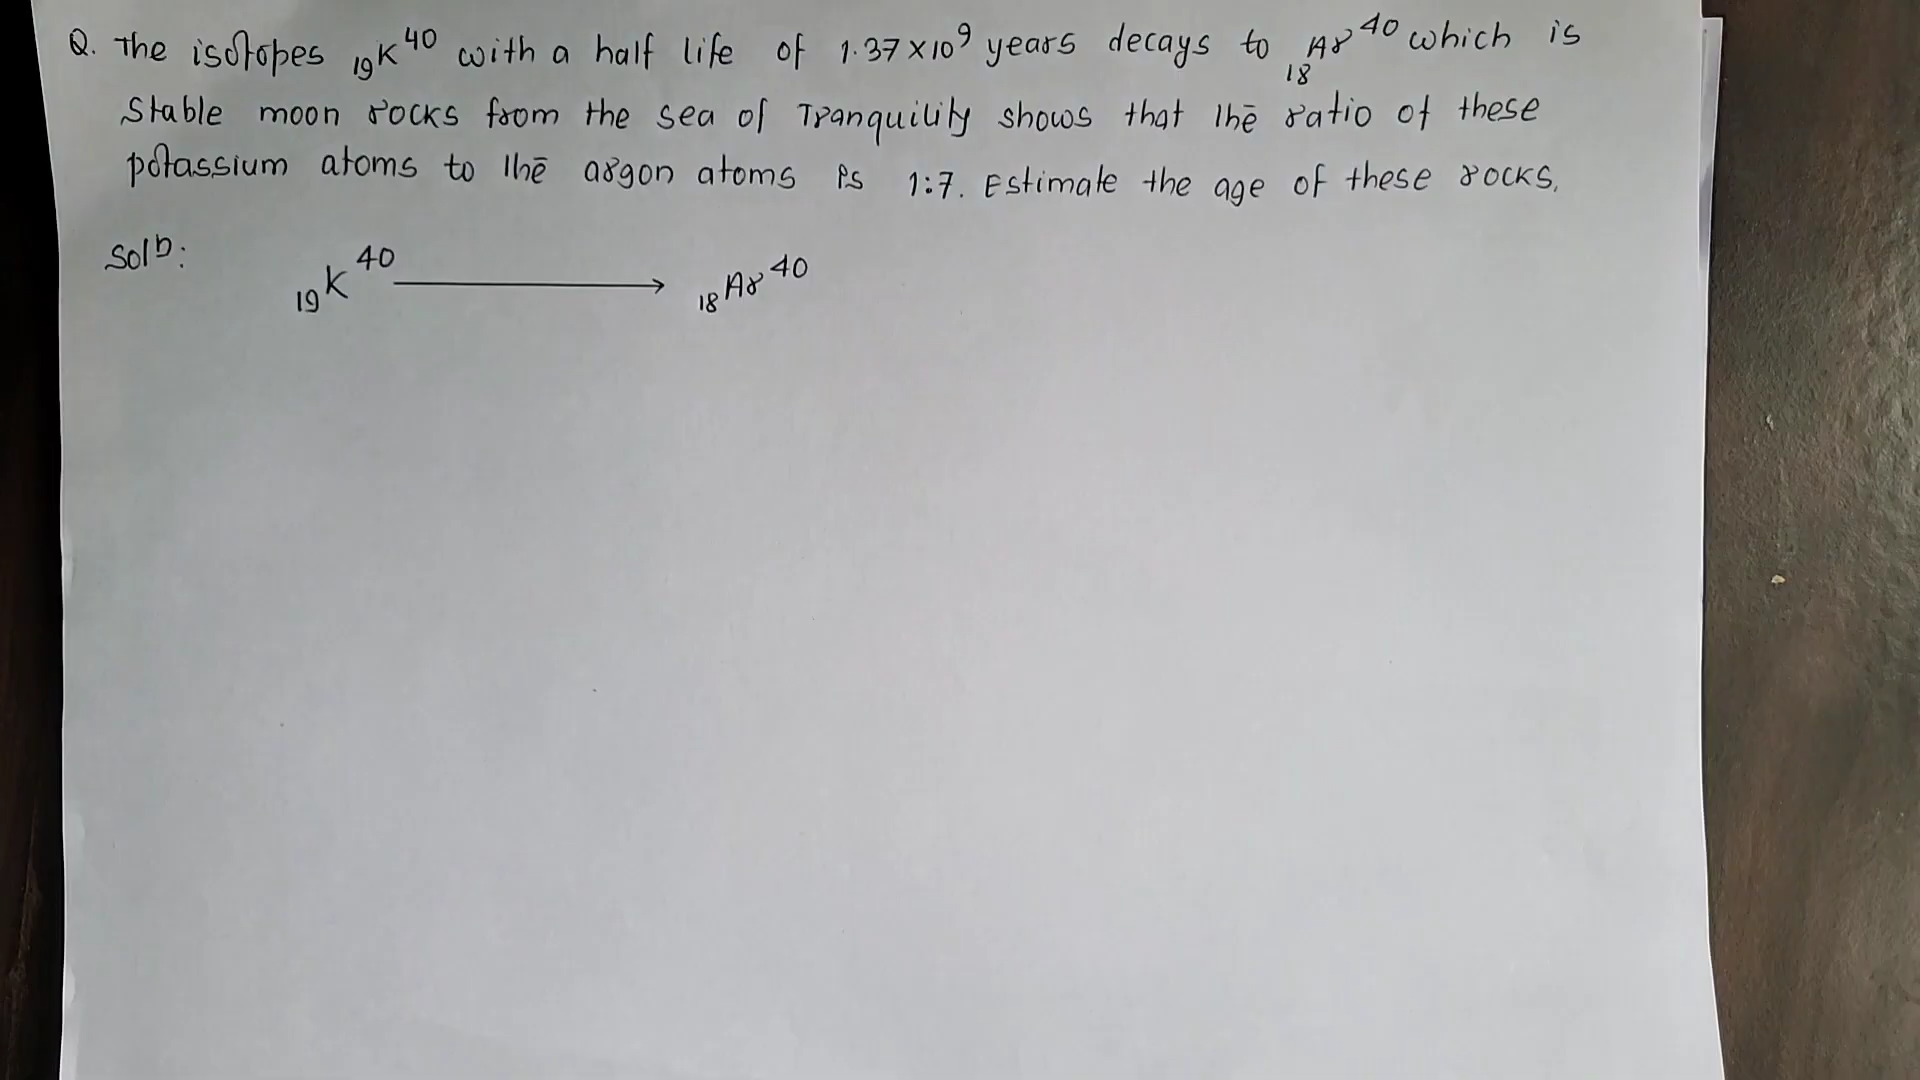 Q. The isotopes ₁₉K⁴⁰ with a half life of 1.37×10⁹ years decays to ₁₈Ar⁴⁰ which is
Stable moon rocks from the sea of Tranquility shows that the ratio of these
potassium atoms to the argon atoms is 1:7. Estimate the age of these rocks.
Solⁿ:
₁₉K⁴⁰ → ₁₈Ar⁴⁰